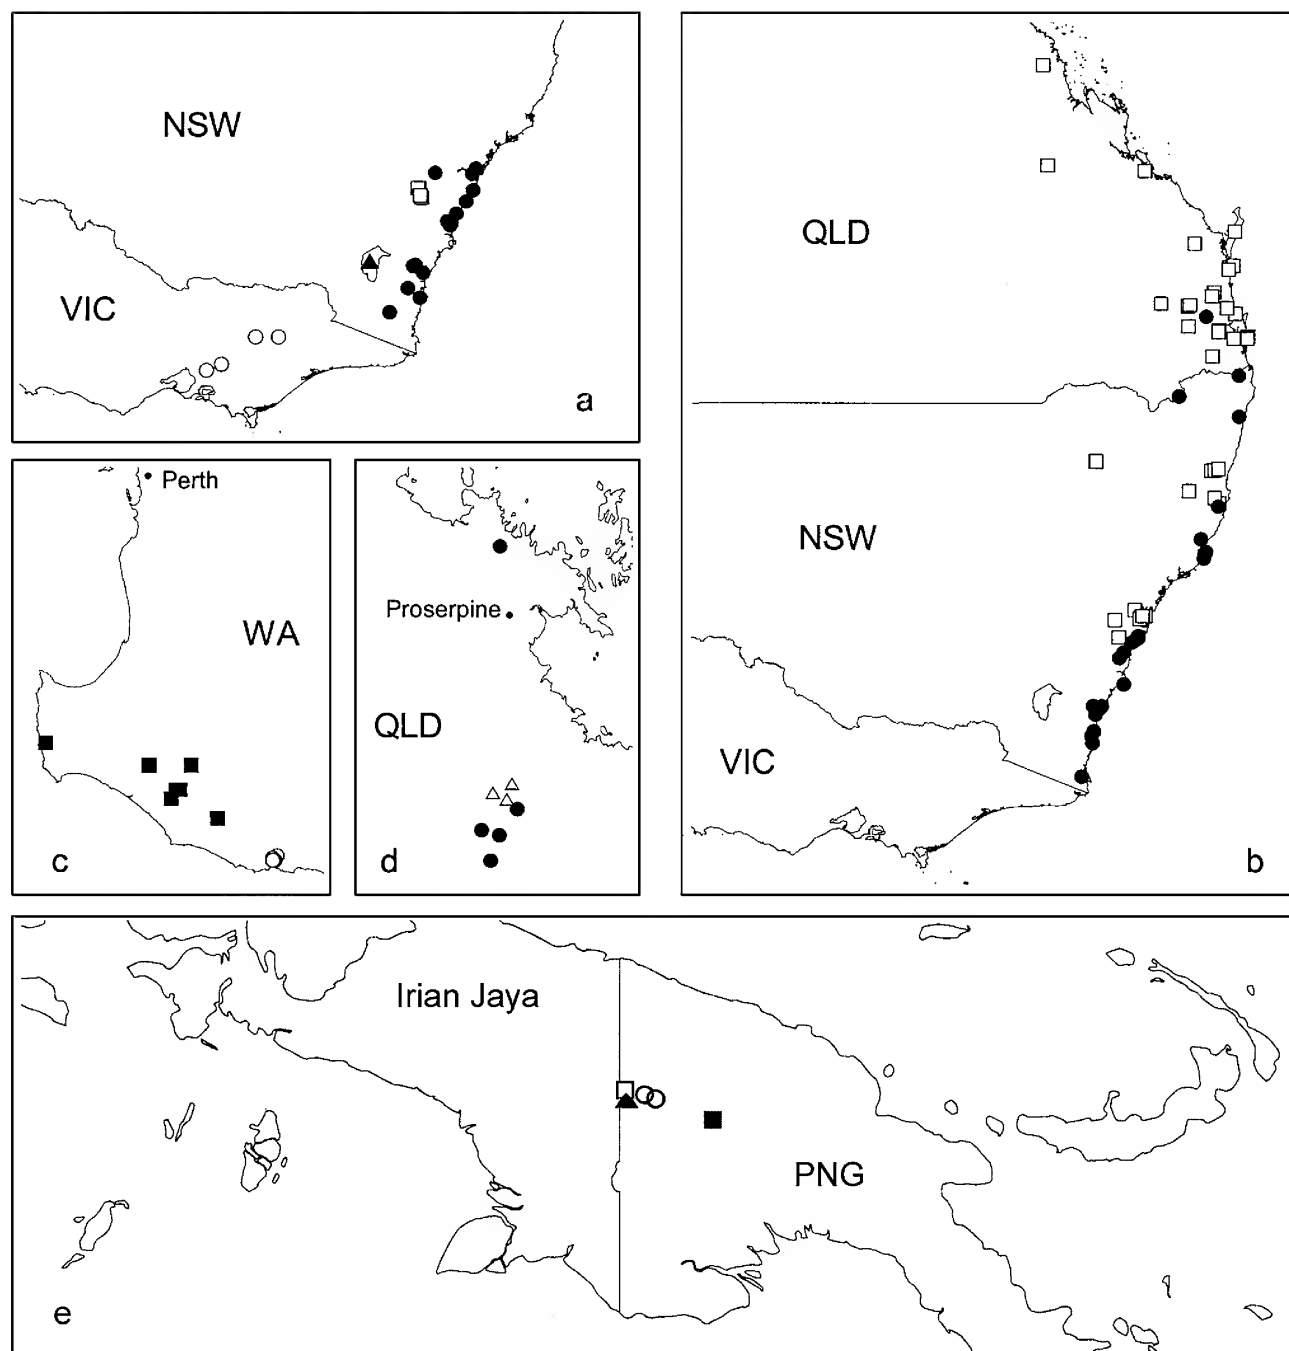 NSW
VIC
a
QLD
NSW
VIC
b
Perth
WA
c
Proserpine
QLD
d
Irian Jaya
PNG
e